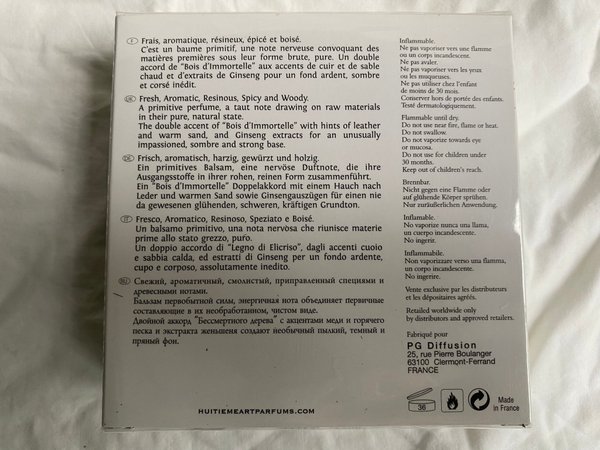 F Frais, aromatique, résineux, épicé et boisé.
C'est un baume primitif, une note nerveuse convoquant des
matières premières sous leur forme brute, pure. Un double
accord de "Bois d'Immortelle" aux accents de cuir et de sable
chaud et d'extraits de Ginseng pour un fond ardent, sombre
et corsé inédit.
Fresh, Aromatic, Resinous, Spicy and Woody.
A primitive perfume, a taut note drawing on raw materials
in their pure, natural state.
The double accent of "Bois d'Immortelle" with hints of leather
and warm sand, and Ginseng extracts for an unusually
impassioned, sombre and strong base.
Frisch, aromatisch, harzig, gewürzt und holzig.
Ein primitives Balsam, eine nervöse Duftnote, die ihre
Ausgangsstoffe in ihrer rohen, reinen Form zusammenführt.
Ein "Bois d'Immortelle" Doppelakkord mit einem Hauch nach
Leder und warmen Sand sowie Ginsengauszügen für einen nie
da gewesenen glühenden, schweren, kräftigen Grundton.
IT Fresco, Aromatico, Resinoso, Speziato e Boisé.
Un balsamo primitivo, una nota nervosa che riunisce materie
prime allo stato grezzo, puro.
Un doppio accordo di "Legno di Elicriso", dagli accenti cuoio
e sabbia calda, ed estratti di Ginseng per un fondo ardente,
cupo e corposo, assolutamente inedito.
RU Свежий, ароматичный, смолистый, приправленный специями и
древесными нотами.
Бальзам первобытной силы, энергичная нота объединяет первичные
составляющие в их необработанном, чистом виде.
Двойной аккорд "Бессмертного дерева" с акцентами меди и горячего
песка и экстракта женьшеня создают необычный пылкий, темный и
пряный фон.
HUITIEMEARTPARFUMS.COM
Inflammable.
Ne pas vaporiser vers une flamme
ou un corps incandescent.
Ne pas avaler.
Ne pas vaporiser vers les yeux
ou les muqueuses.
Ne pas utiliser chez l'enfant
de moins de 30 mois.
Conserver hors de portée des enfants.
Testé dermatologiquement.
Flammable until dry.
Do not use near fire, flame or heat.
Do not swallow.
Do not vaporize towards eye
or mucosa.
Do not use for children under
30 months.
Keep out of children's reach.
Brennbar.
Nicht gegen eine Flamme oder
auf glühende Körper sprühen.
Nur zuräußerlichen Anwendung.
Inflamable.
No vaporize nunca una llama,
un cuerpo incandescente.
No ingerir.
Infiammabile.
Non vaporizzare verso una fiamma,
un corpo incandescente.
No ingerir.
Vente exclusive par les distributeurs
et les dépositaires agréés.
Retailed worldwide only
by distributors and approved retailers.
Fabriqué pour
PG Diffusion
25, rue Pierre Boulanger
63100 Clermont-Ferrand
FRANCE
36
Made
in France